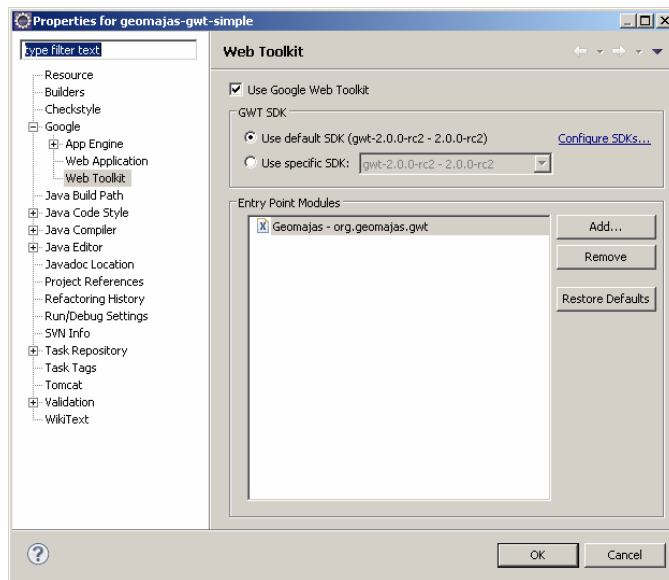 Properties for geomajas-gwt-simple
type filter text
Resource
Builders
Checkstyle
Google
App Engine
Web Application
Web Toolkit
Java Build Path
Java Code Style
Java Compiler
Java Editor
Javadoc Location
Project References
Refactoring History
Run/Debug Settings
SVN Info
Task Repository
Task Tags
Tomcat
Validation
WikiText
Web Toolkit
Use Google Web Toolkit
GWT SDK
Use default SDK (gwt-2.0.0-rc2 - 2.0.0-rc2) Configure SDKs...
Use specific SDK: gwt-2.0.0-rc2 - 2.0.0-rc2
Entry Point Modules
Geomajas - org.geomajas.gwt
Add...
Remove
Restore Defaults
OK Cancel